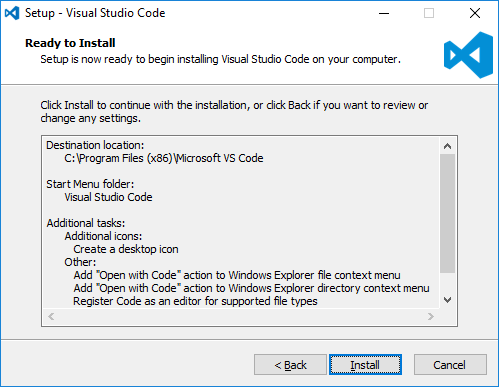 Setup - Visual Studio Code
Ready to Install
Setup is now ready to begin installing Visual Studio Code on your computer.
Click Install to continue with the installation, or click Back if you want to review or
change any settings.
Destination location:
C:\Program Files (x86)\Microsoft VS Code
Start Menu folder:
Visual Studio Code
Additional tasks:
Additional icons:
Create a desktop icon
Other:
Add "Open with Code" action to Windows Explorer file context menu
Add "Open with Code" action to Windows Explorer directory context menu
Register Code as an editor for supported file types
< Back
Install
Cancel